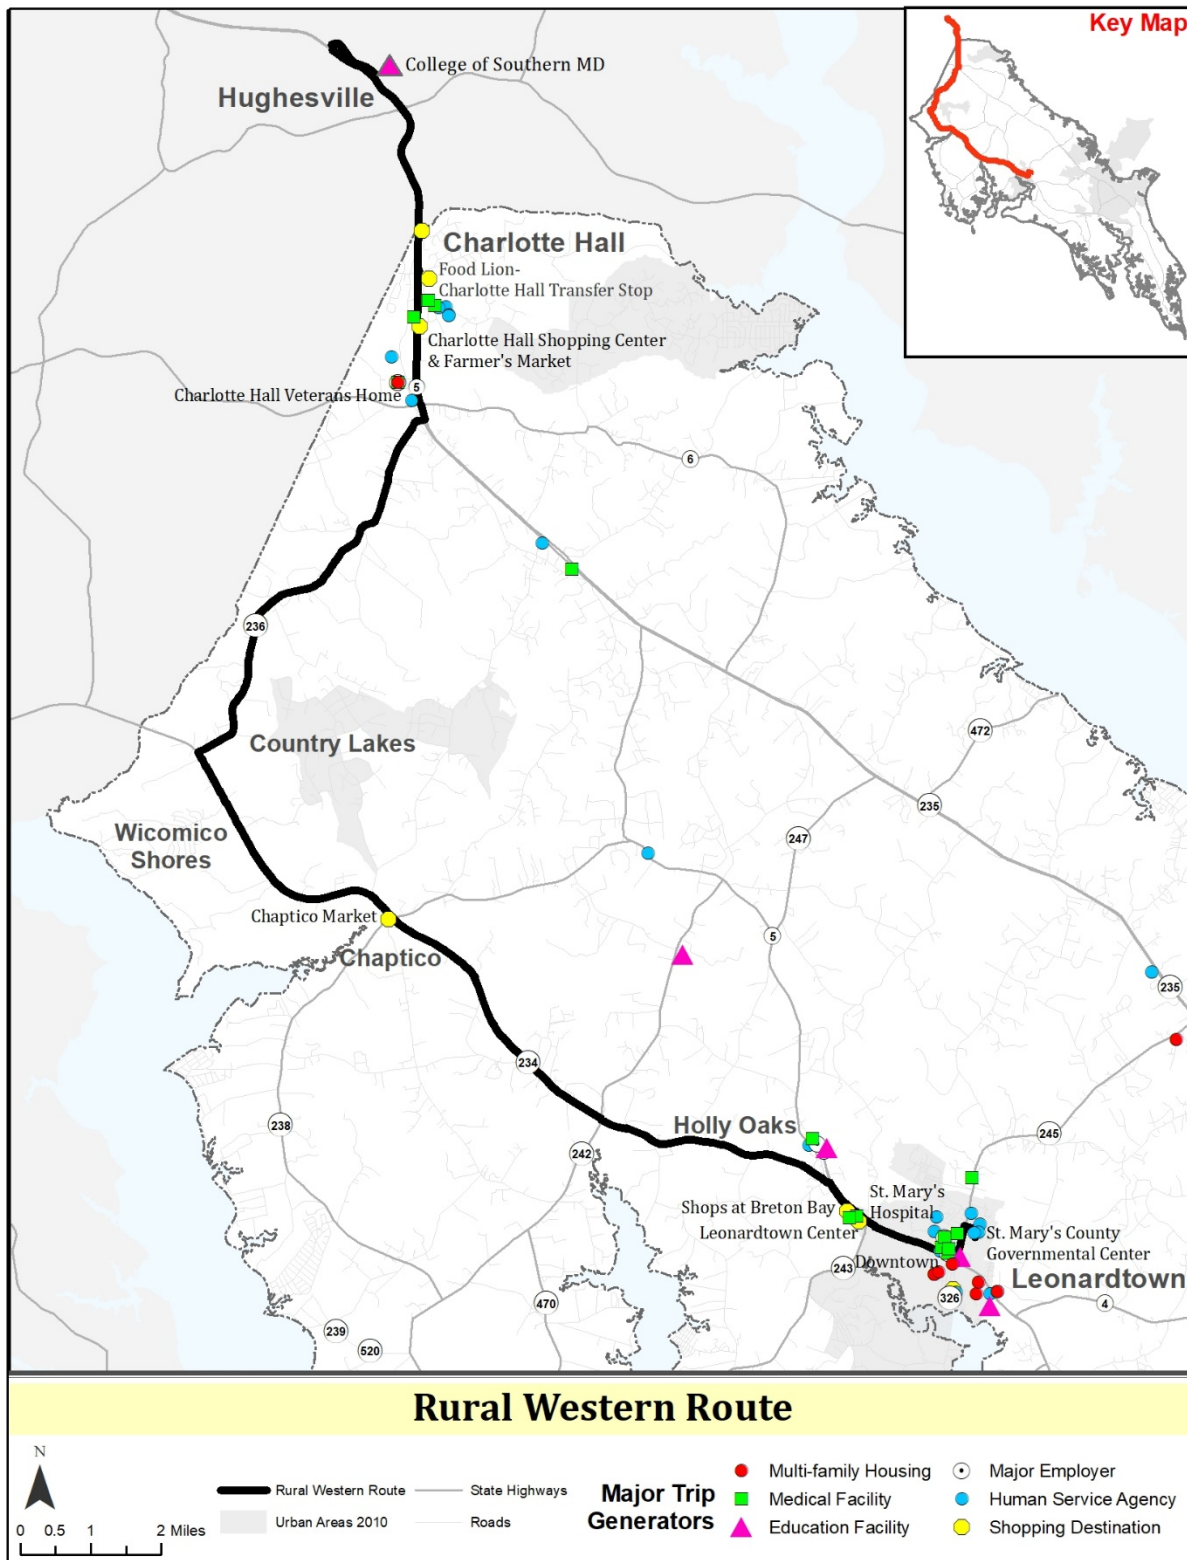 Key Map
College of Southern MD
Hughesville
Charlotte Hall
Food Lion-
Charlotte Hall Transfer Stop
Charlotte Hall Shopping Center
& Farmer's Market
5
Charlotte Hall Veterans Home
6
236
Country Lakes
472
235
247
Wicomico
Shores
Chaptico Market
5
Chaptico
235
234
238
Holly Oaks
245
242
Shops at Breton Bay
St. Mary's
Hospital
Leonardtown Center
St. Mary's County
Governmental Center
Downtown
243
Leonardtown
326
470
4
239
520
Rural Western Route
N
0 0.5 1 2 Miles
Rural Western Route
State Highways
Urban Areas 2010
Roads
Major Trip
Generators
Multi-family Housing
Medical Facility
Education Facility
Major Employer
Human Service Agency
Shopping Destination